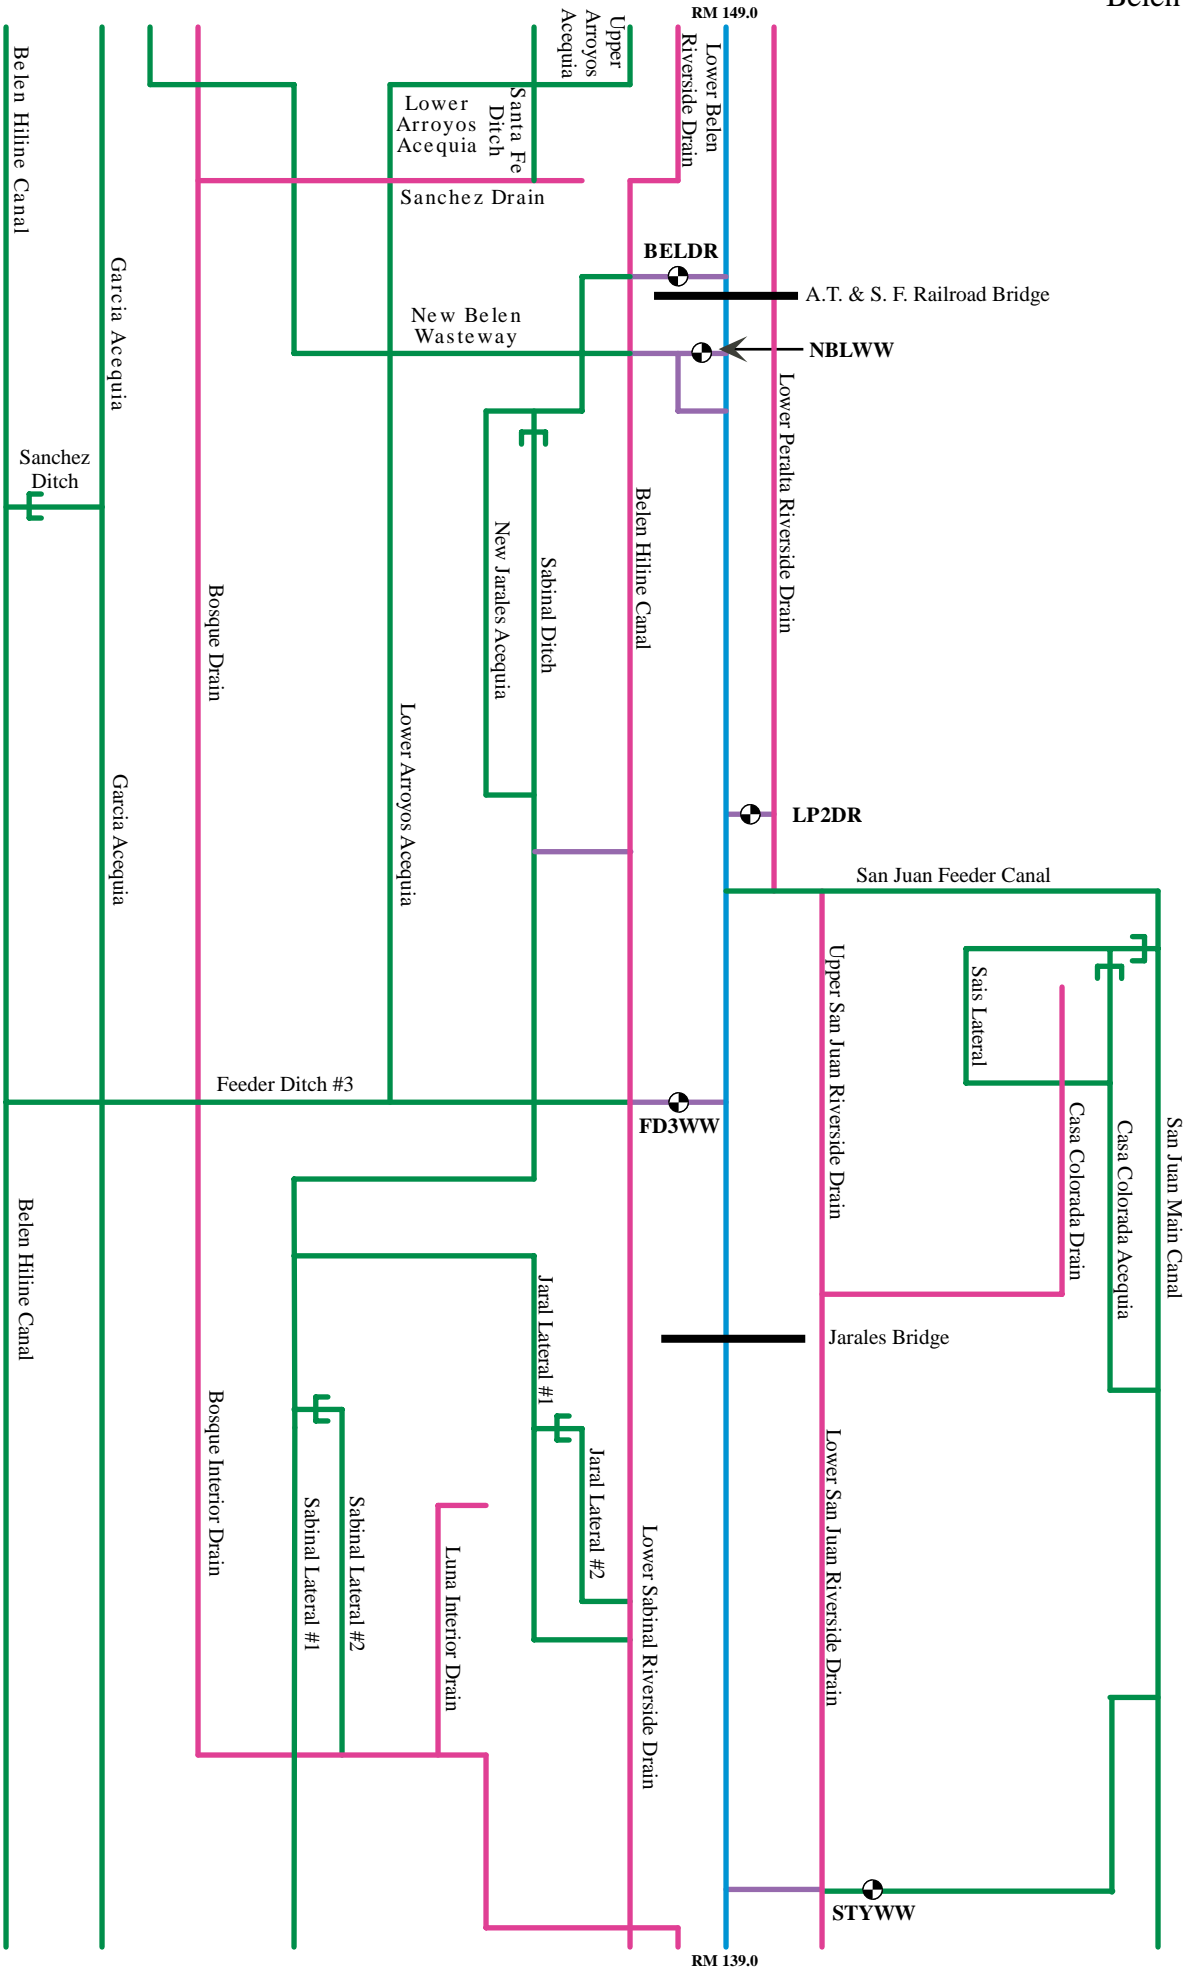 Belen
RM 149.0
Upper
Arroyos
Acequia
Lower Belen
Riverside Drain
Belen Hiline Canal
Lower
Arroyos
Acequia
Santa Fe
Ditch
Sanchez Drain
BELDR
A.T. & S. F. Railroad Bridge
Garcia Acequia
New Belen
Wasteway
NBLWW
Lower Peralta Riverside Drain
Sanchez
Ditch
Belen Hiline Canal
New Jarales Acequia
Sabinal Ditch
Bosque Drain
Lower Arroyos Acequia
Garcia Acequia
LP2DR
San Juan Feeder Canal
Upper San Juan Riverside Drain
Sais Lateral
Feeder Ditch #3
FD3WW
Casa Colorada Drain
Casa Colorada Acequia
San Juan Main Canal
Belen Hiline Canal
Jaral Lateral #1
Jarales Bridge
Bosque Interior Drain
Lower San Juan Riverside Drain
Jaral Lateral #2
Sabinal Lateral #1
Sabinal Lateral #2
Luna Interior Drain
Lower Sabinal Riverside Drain
STYWW
RM 139.0